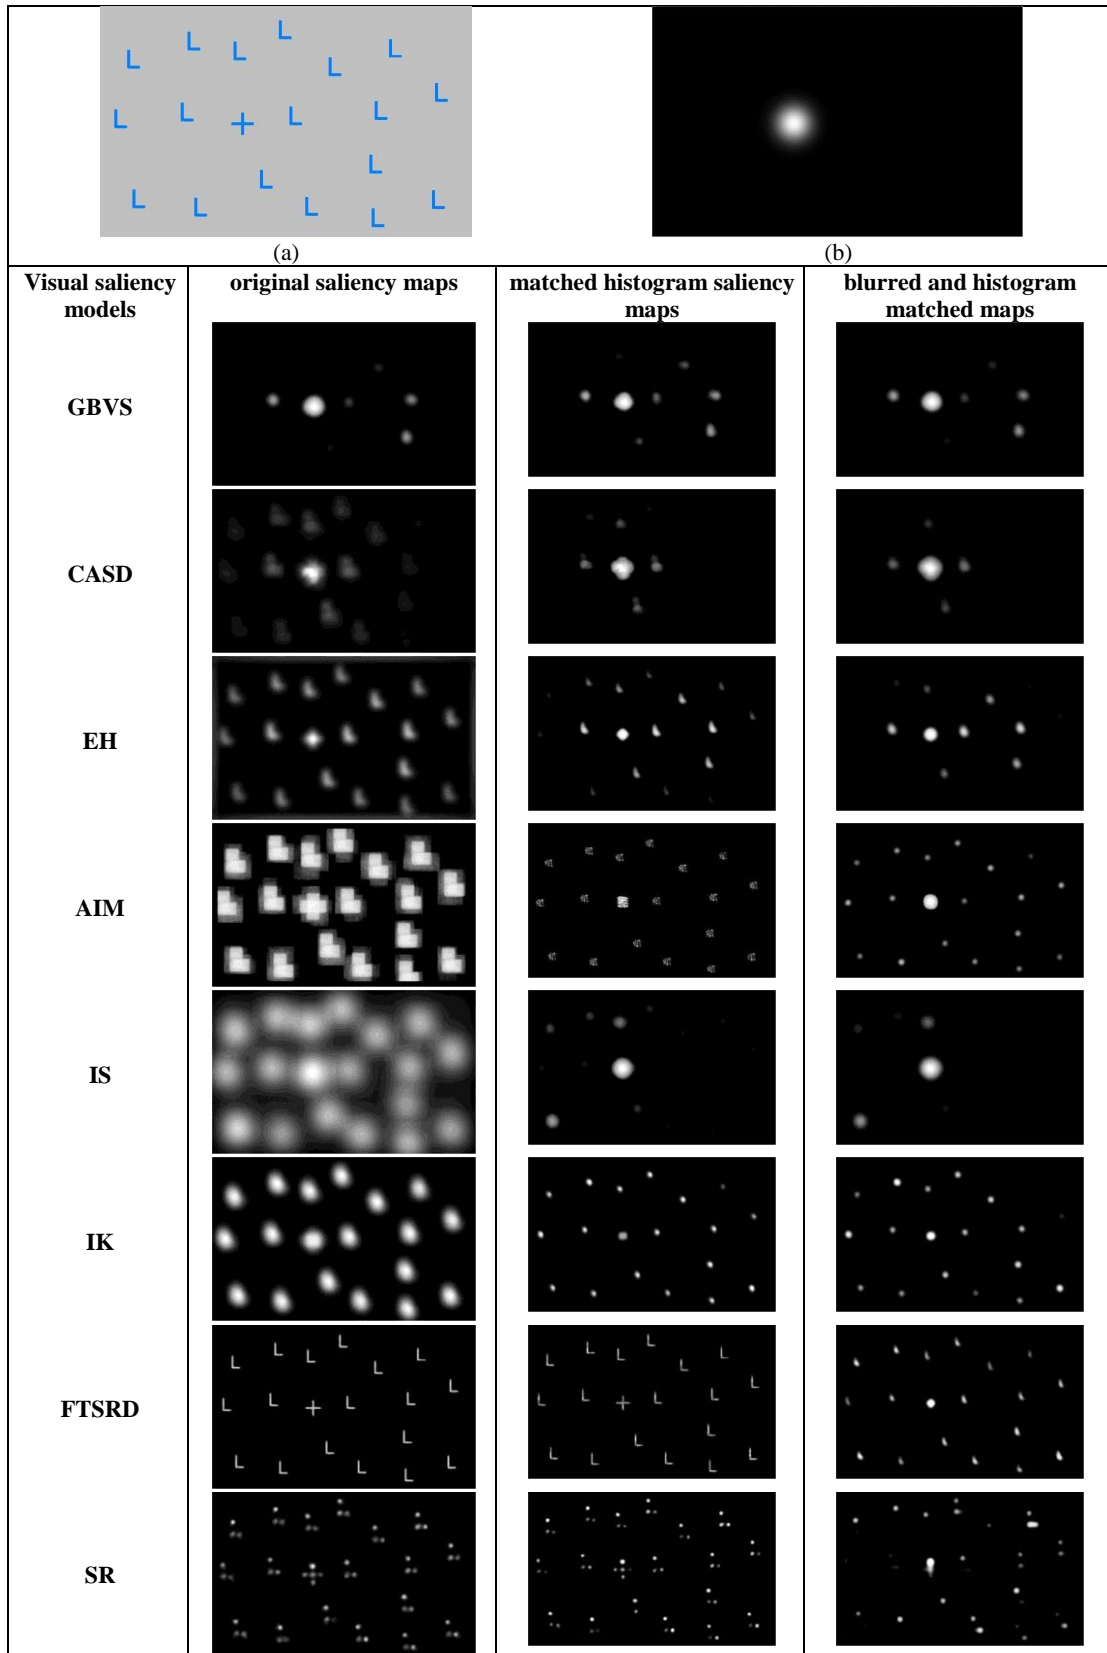 (a)
(b)
Visual saliency models
original saliency maps
matched histogram saliency maps
blurred and histogram matched maps
GBVS
CASD
EH
AIM
IS
IK
FTSRD
SR